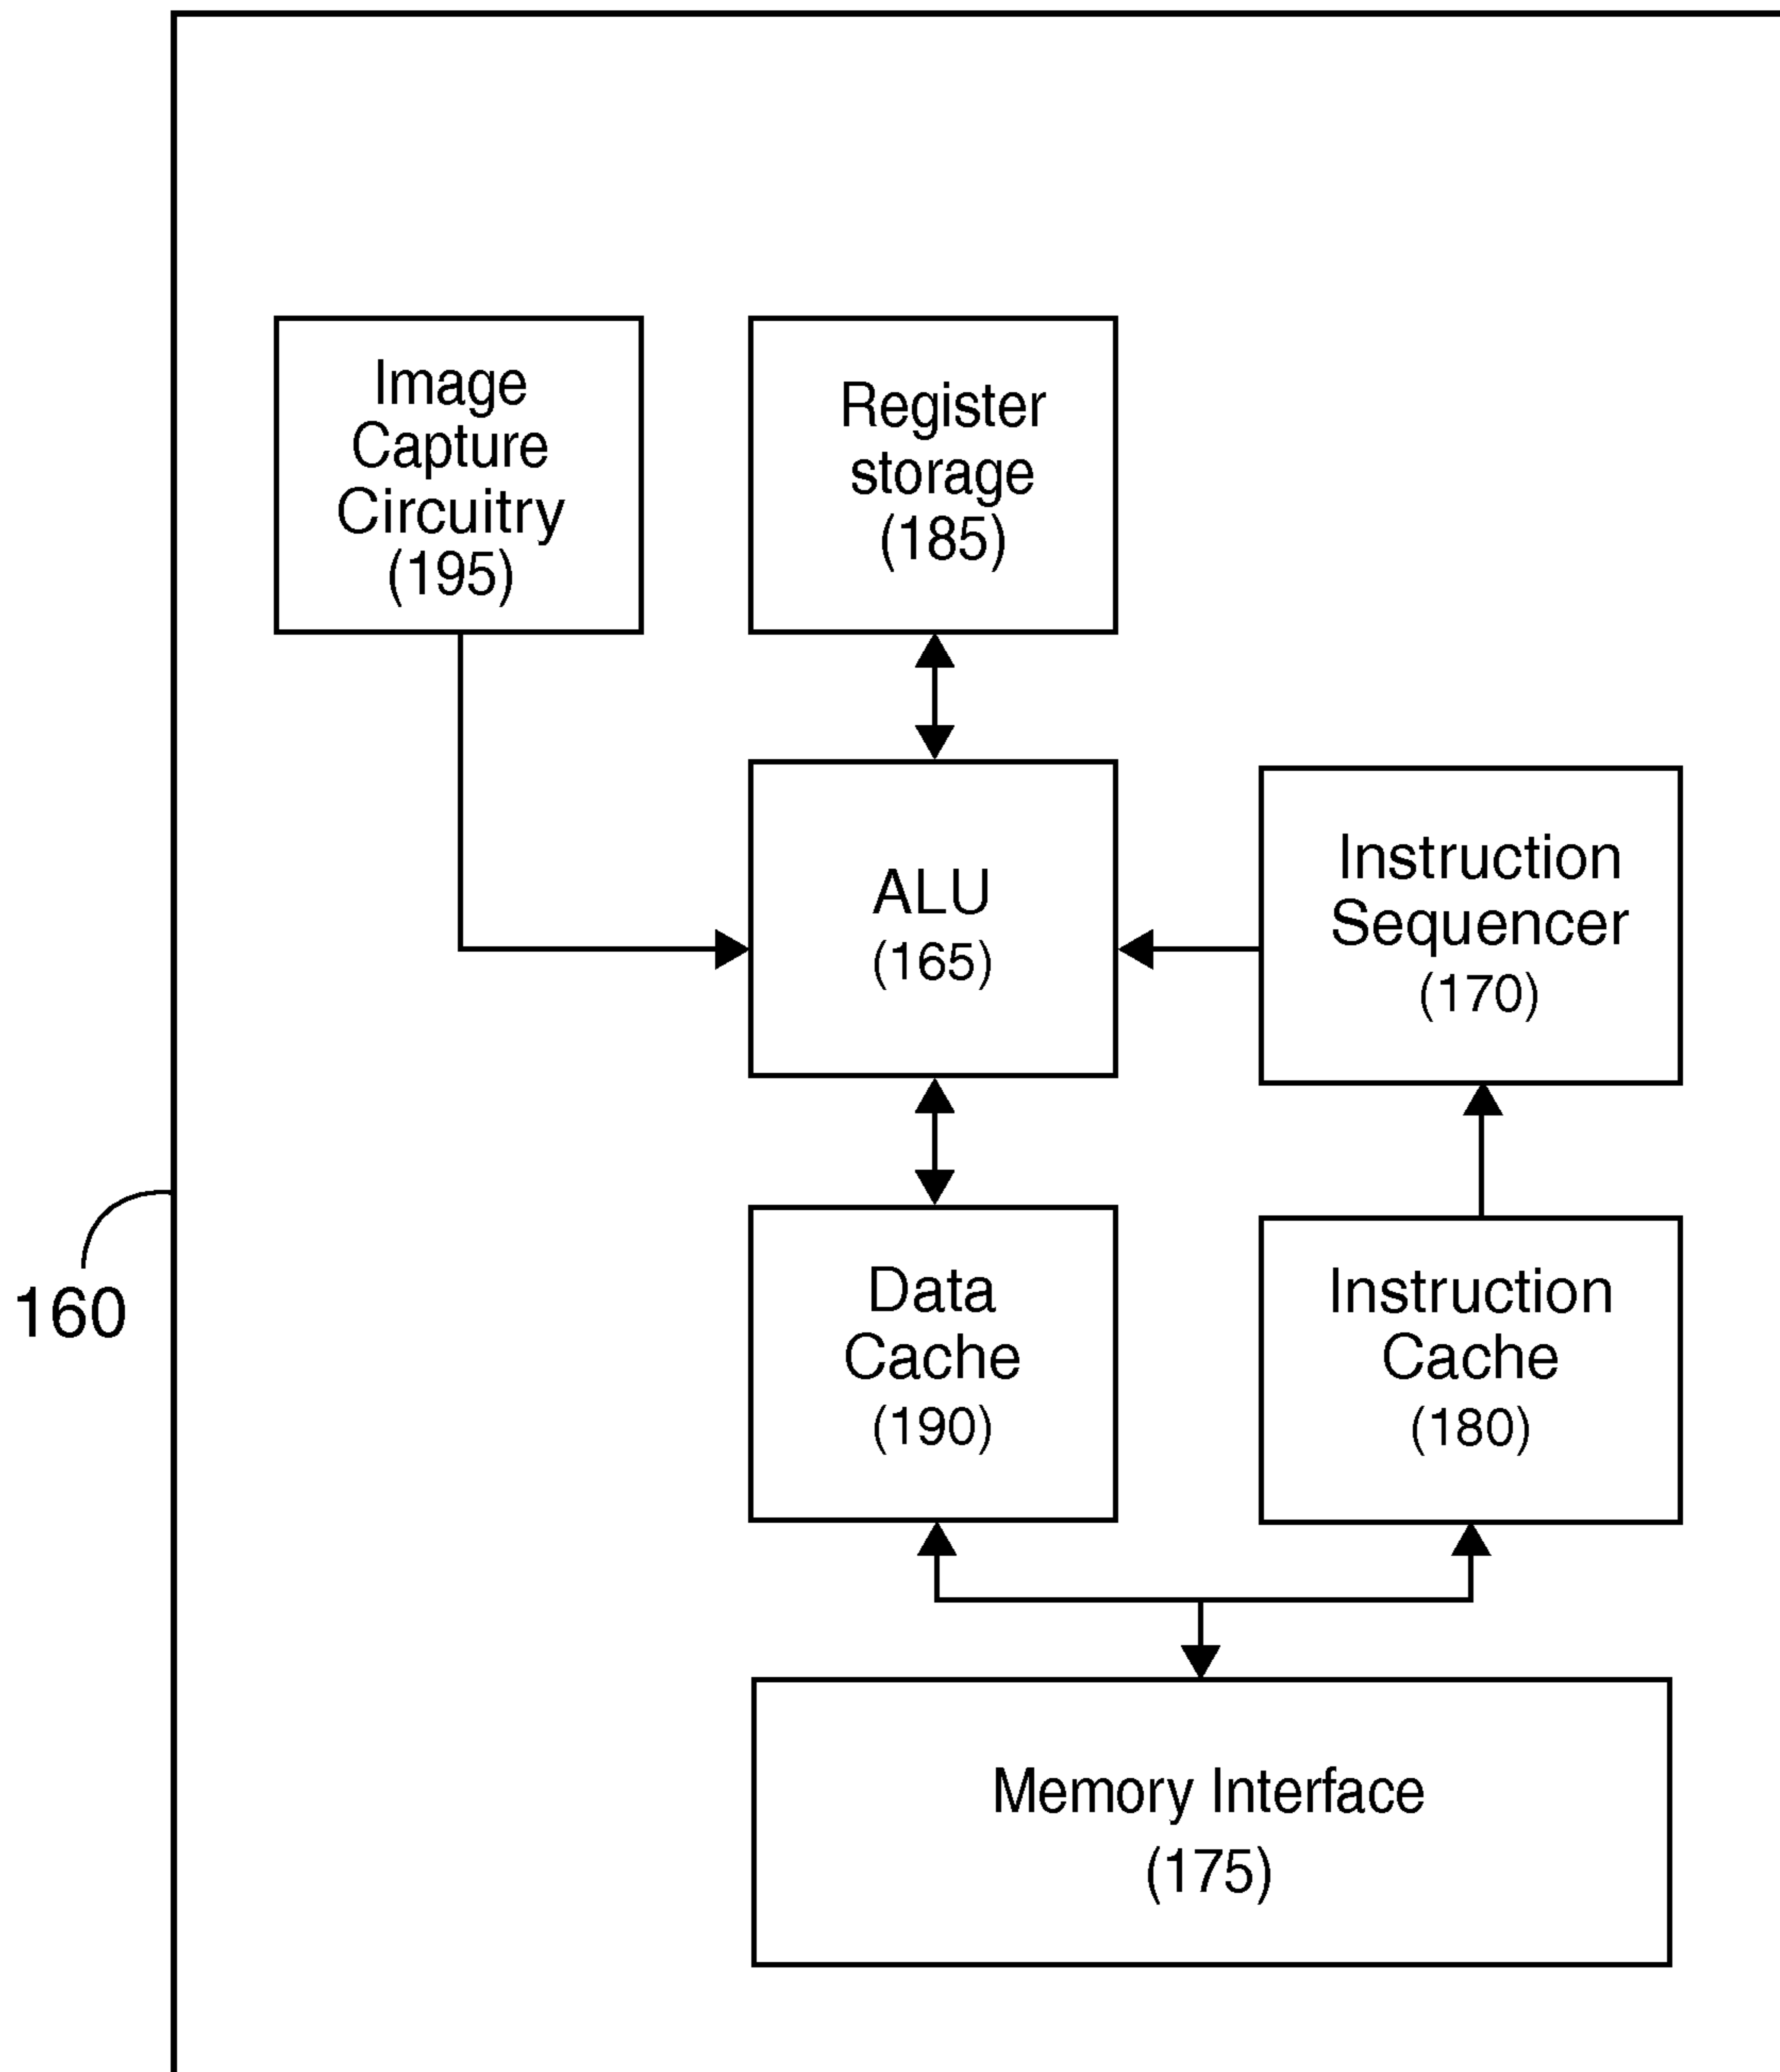 Image
Capture
Circuitry
(195)
Register
storage
(185)
ALU
(165)
Instruction
Sequencer
(170)
160
Data
Cache
(190)
Instruction
Cache
(180)
Memory Interface
(175)